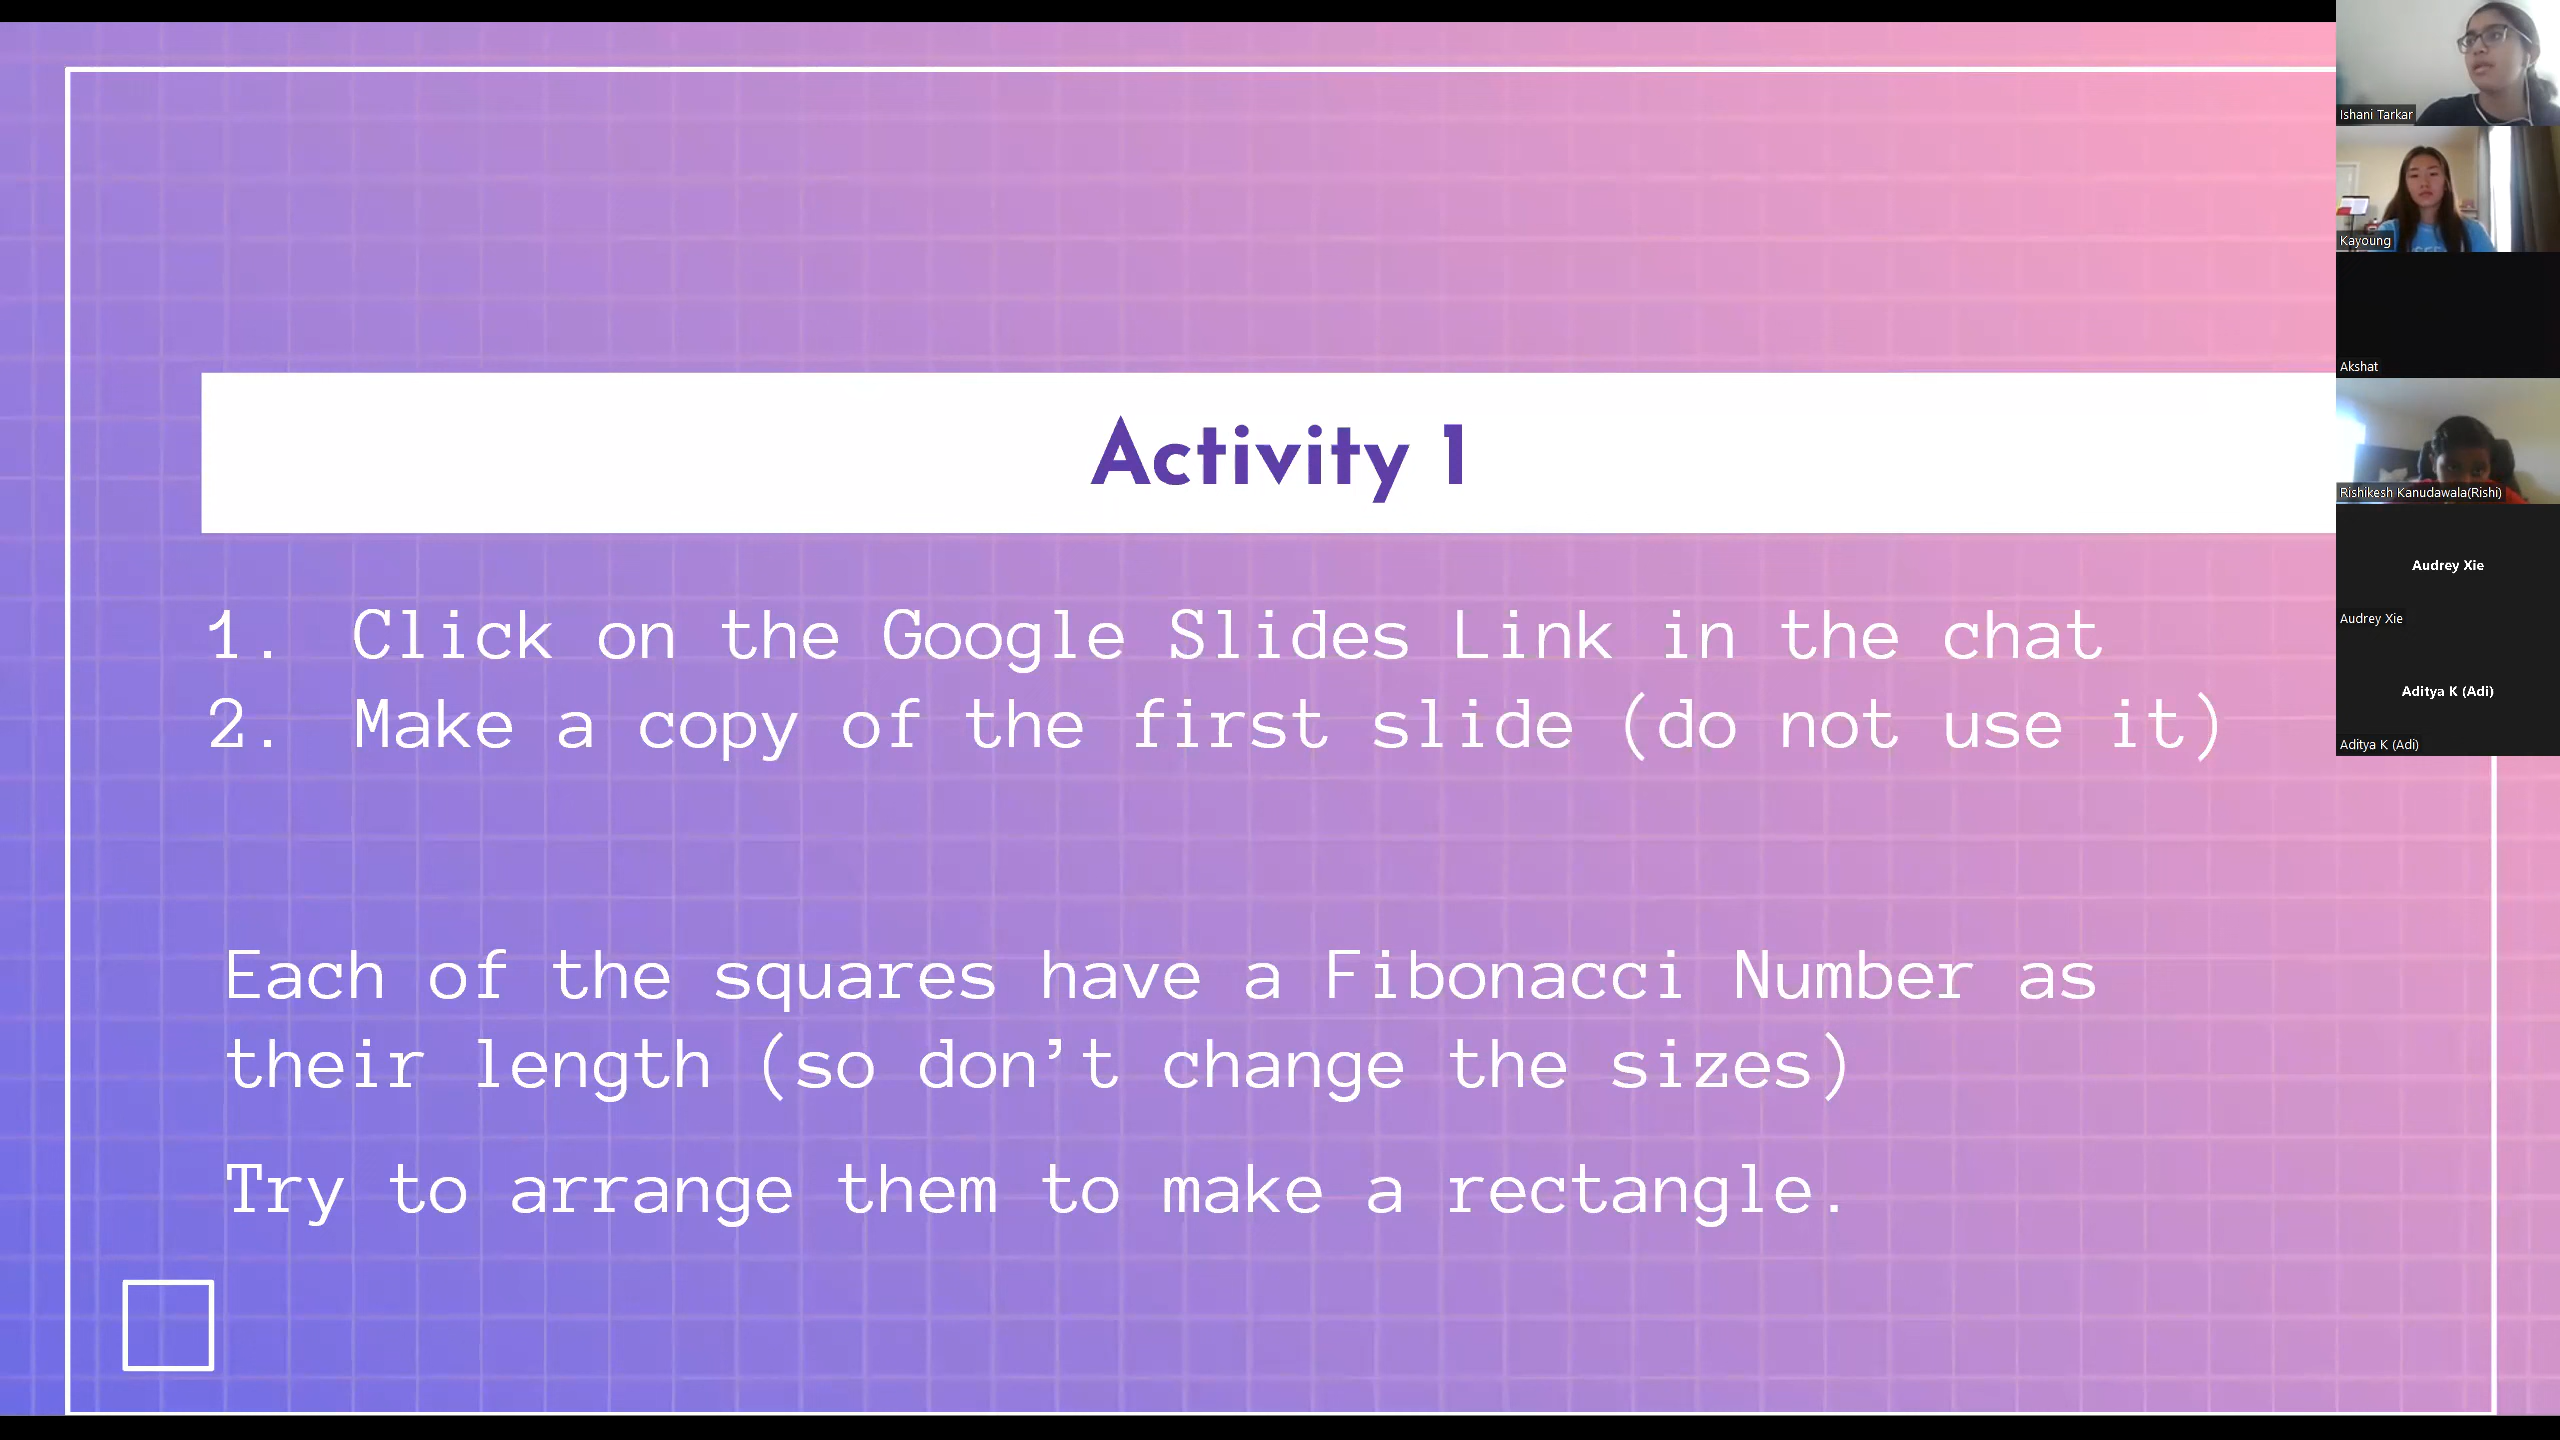 Activity 1
1. Click on the Google Slides Link in the chat
2. Make a copy of the first slide (do not use it)
Each of the squares have a Fibonacci Number as
their length (so don’t change the sizes)
Try to arrange them to make a rectangle.
Ishani Tarkar
Kayoung
Akshat
Rishikesh Kanudawala(Rishi)
Audrey Xie
Audrey Xie
Aditya K (Adi)
Aditya K (Adi)